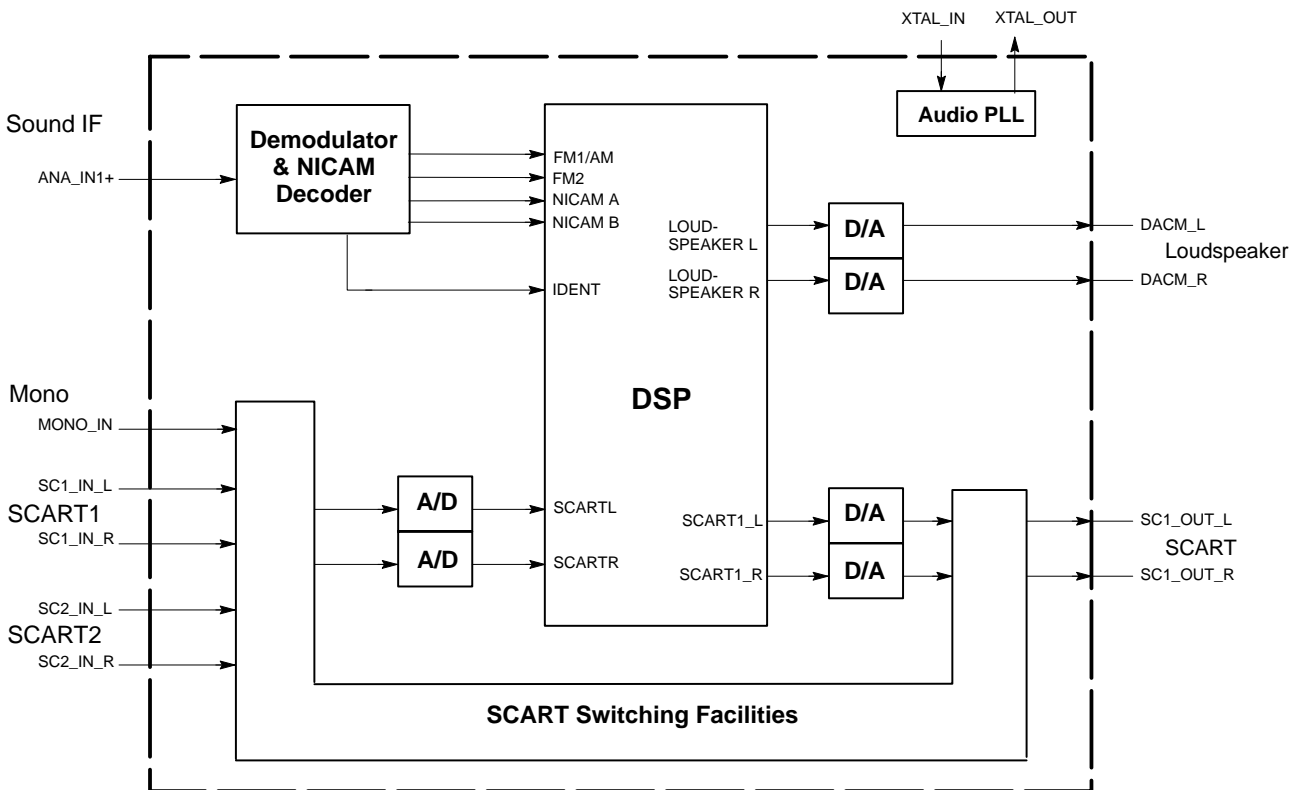 XTAL_IN
XTAL_OUT
Audio PLL
Sound IF
ANA_IN1+
Demodulator
& NICAM
Decoder
FM1/AM
FM2
NICAM A
NICAM B
IDENT
LOUD-
SPEAKER L
LOUD-
SPEAKER R
D/A
D/A
DACM_L
Loudspeaker
DACM_R
DSP
Mono
MONO_IN
SC1_IN_L
SCART1
SC1_IN_R
SC2_IN_L
SCART2
SC2_IN_R
A/D
A/D
SCARTL
SCARTR
SCART1_L
SCART1_R
D/A
D/A
SC1_OUT_L
SCART
SC1_OUT_R
SCART Switching Facilities